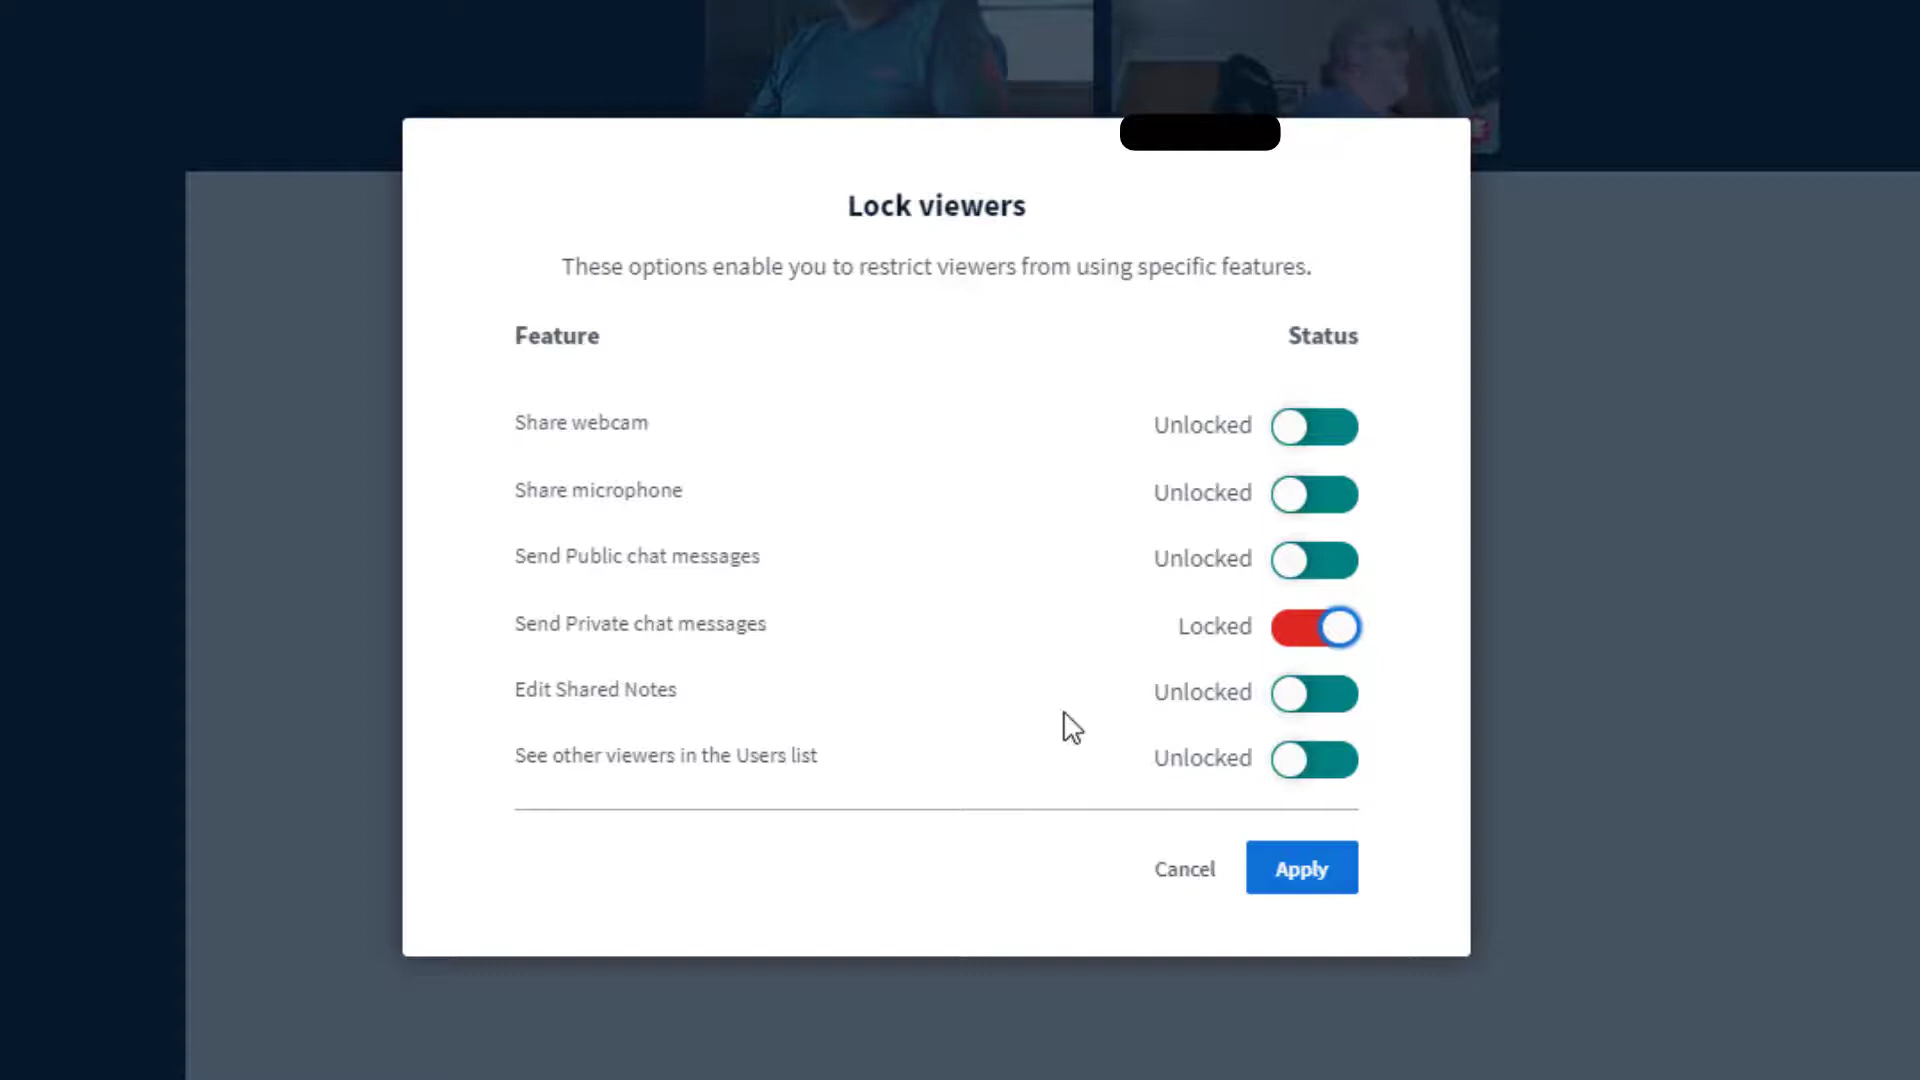 Lock viewers
These options enable you to restrict viewers from using specific features.
Feature Status
Share webcam Unlocked
Share microphone Unlocked
Send Public chat messages Unlocked
Send Private chat messages Locked
Edit Shared Notes Unlocked
See other viewers in the Users list Unlocked
Cancel Apply